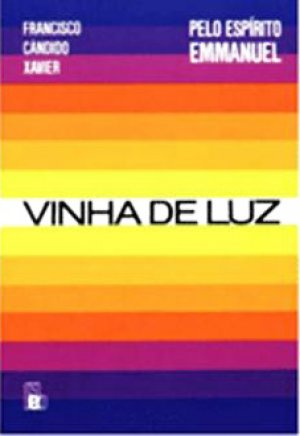 FRANCISCO
CÂNDIDO
XAVIER
PELO ESPÍRITO
EMMANUEL
VINHA DE LUZ